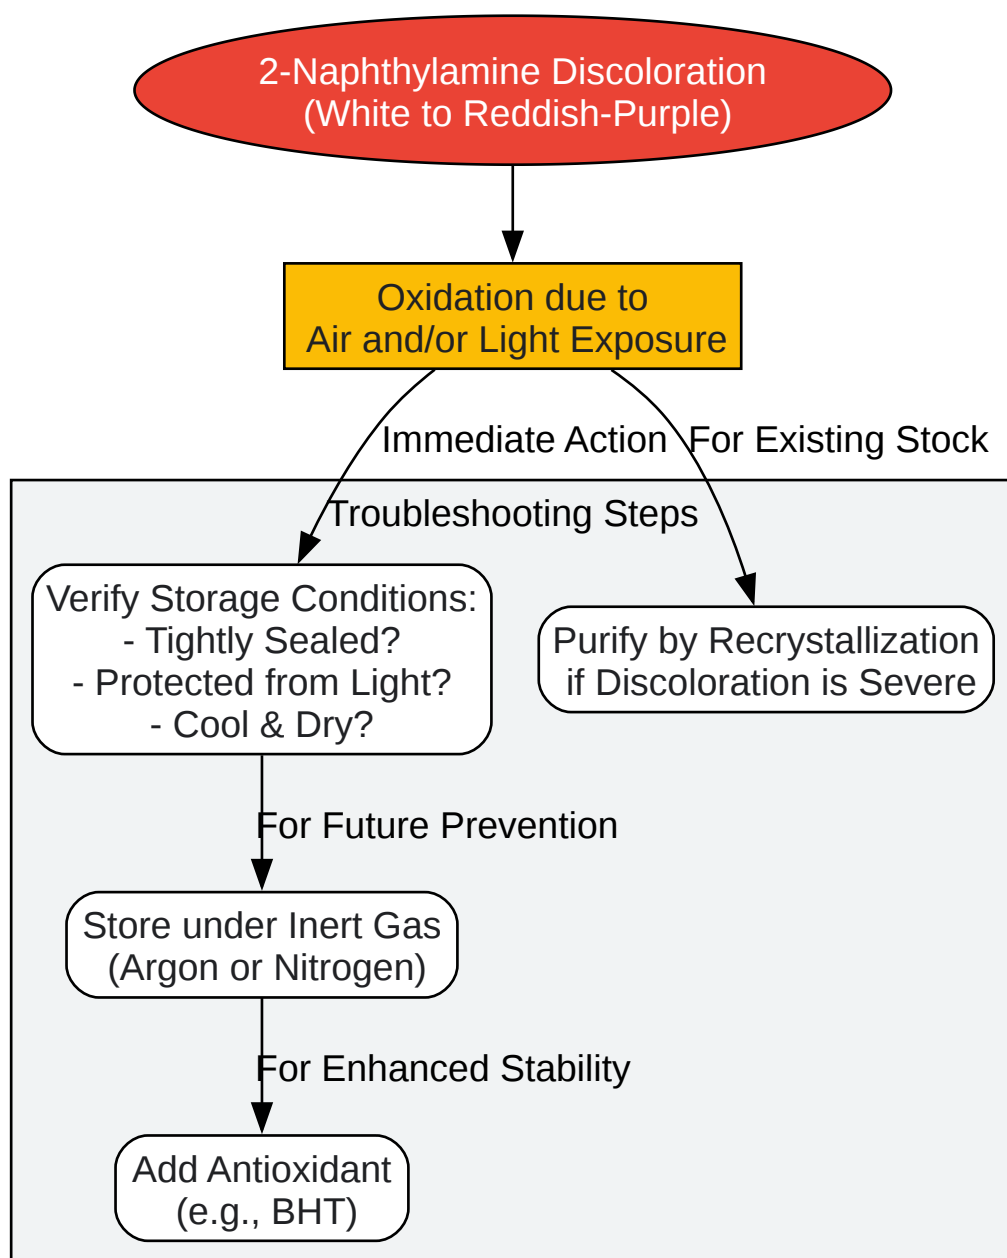 2-Naphthylamine Discoloration
(White to Reddish-Purple)
Oxidation due to
Air and/or Light Exposure
Immediate Action
For Existing Stock
Troubleshooting Steps
Verify Storage Conditions:
- Tightly Sealed?
- Protected from Light?
- Cool & Dry?
Purify by Recrystallization
if Discoloration is Severe
For Future Prevention
Store under Inert Gas
(Argon or Nitrogen)
For Enhanced Stability
Add Antioxidant
(e.g., BHT)